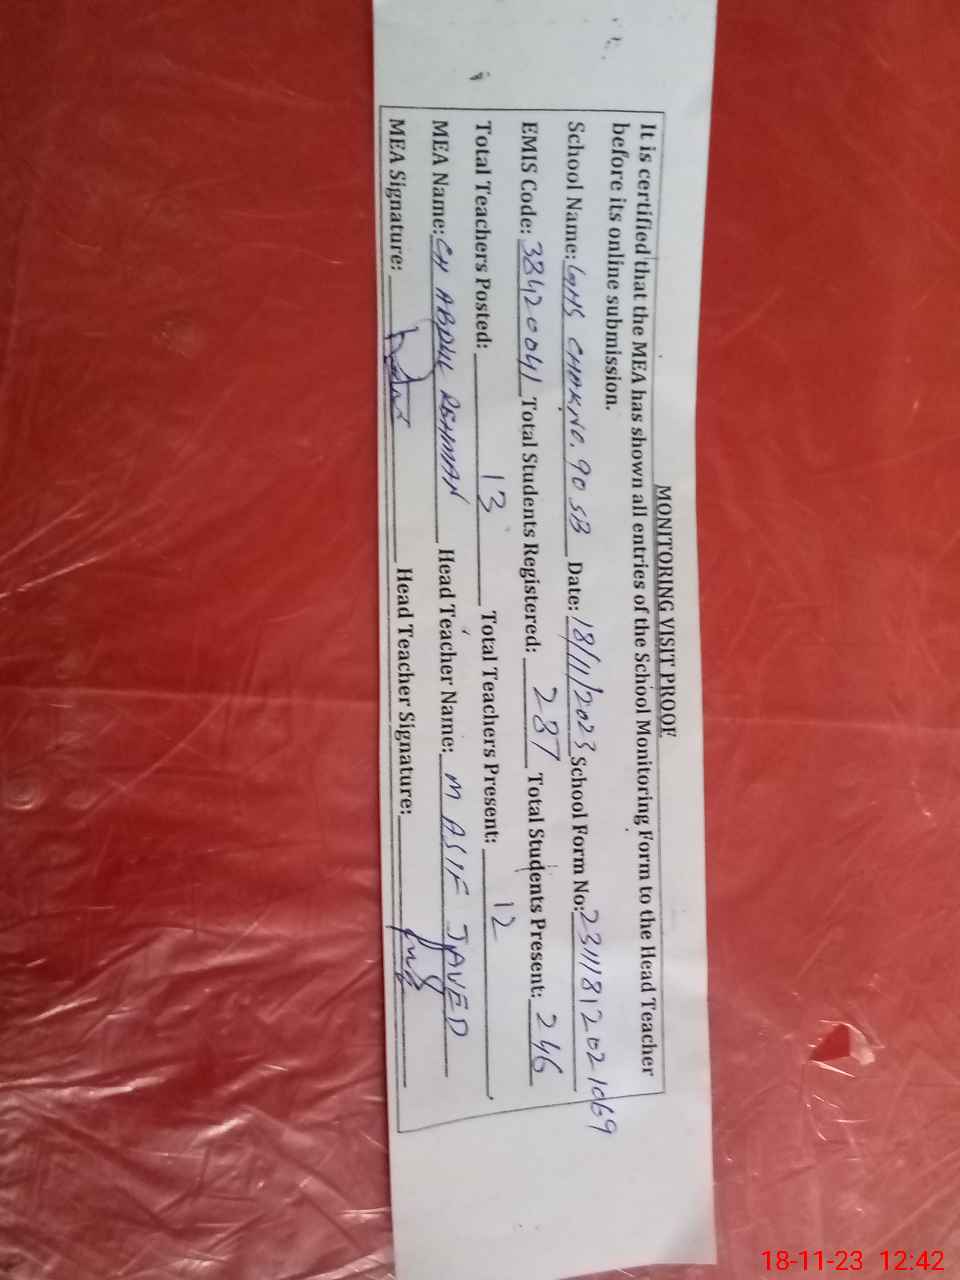 MONITORING VISIT PROOF
It is certified that the MEA has shown all entries of the School Monitoring Form to the Head Teacher
before its online submission.
School Name: GHS CHAK NO. 90 SB Date: 18/11/2023 School Form No: 23111812021069
EMIS Code: 38420041 Total Students Registered: 287 Total Students Present: 246
Total Teachers Posted: 13 Total Teachers Present: 12
MEA Name: CH ABDUL REHMAN Head Teacher Name: M ASIF JAVED
MEA Signature: Head Teacher Signature:
18-11-23 12:42